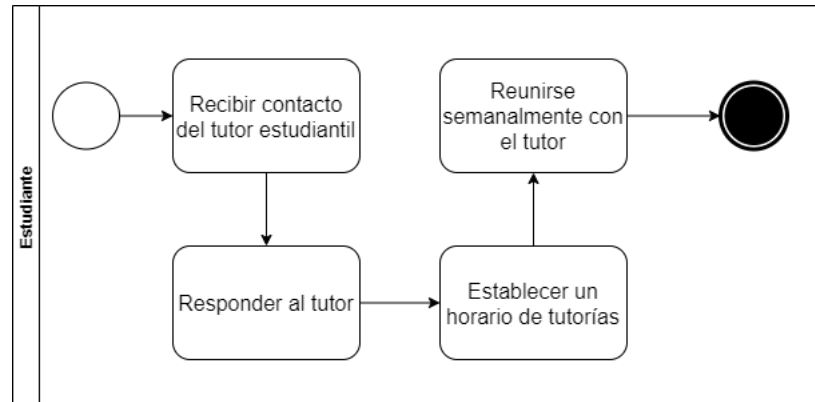 Estudiante
Recibir contacto
del tutor estudiantil
Responder al tutor
Establecer un
horario de tutorías
Reunirse
semanalmente con
el tutor